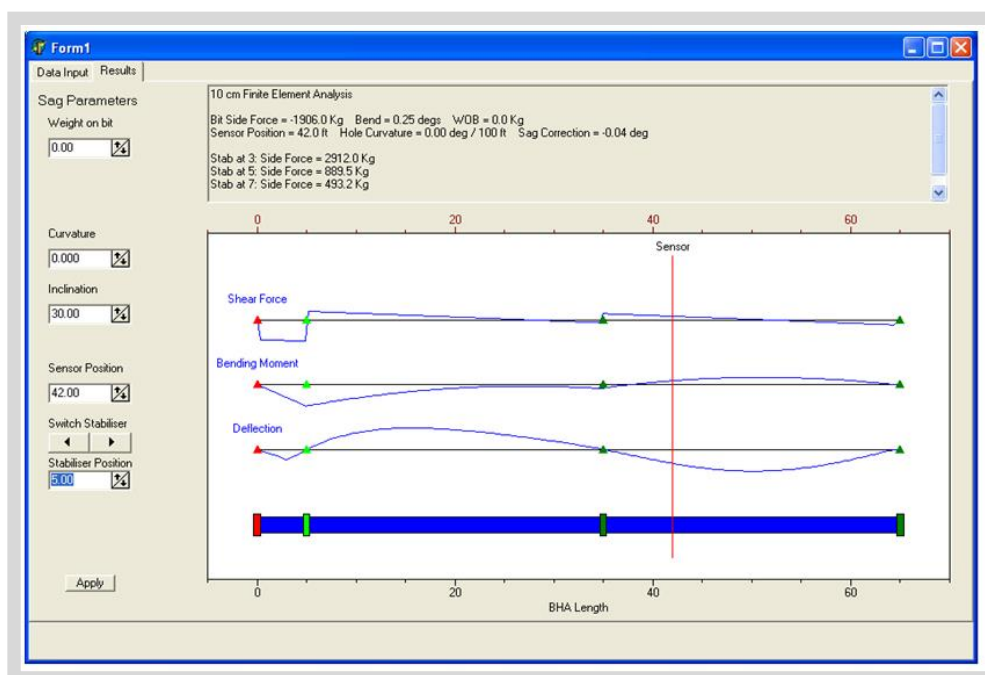 Form1
Data Input Results
Sag Parameters
Weight on bit
0.00
10 cm Finite Element Analysis
Bit Side Force = -1906.0 Kg Bend = 0.25 degs WOB = 0.0 Kg
Sensor Position = 42.0 ft Hole Curvature = 0.00 deg / 100 ft Sag Correction = -0.04 deg
Stab at 3: Side Force = 2912.0 Kg
Stab at 5: Side Force = 889.5 Kg
Stab at 7: Side Force = 493.2 Kg
Curvature
0.000
Inclination
30.00
Sensor Position
42.00
Switch Stabiliser
Stabiliser Position
5.00
Apply
0 20 40 60
Sensor
Shear Force
Bending Moment
Deflection
0 20 40 60
BHA Length